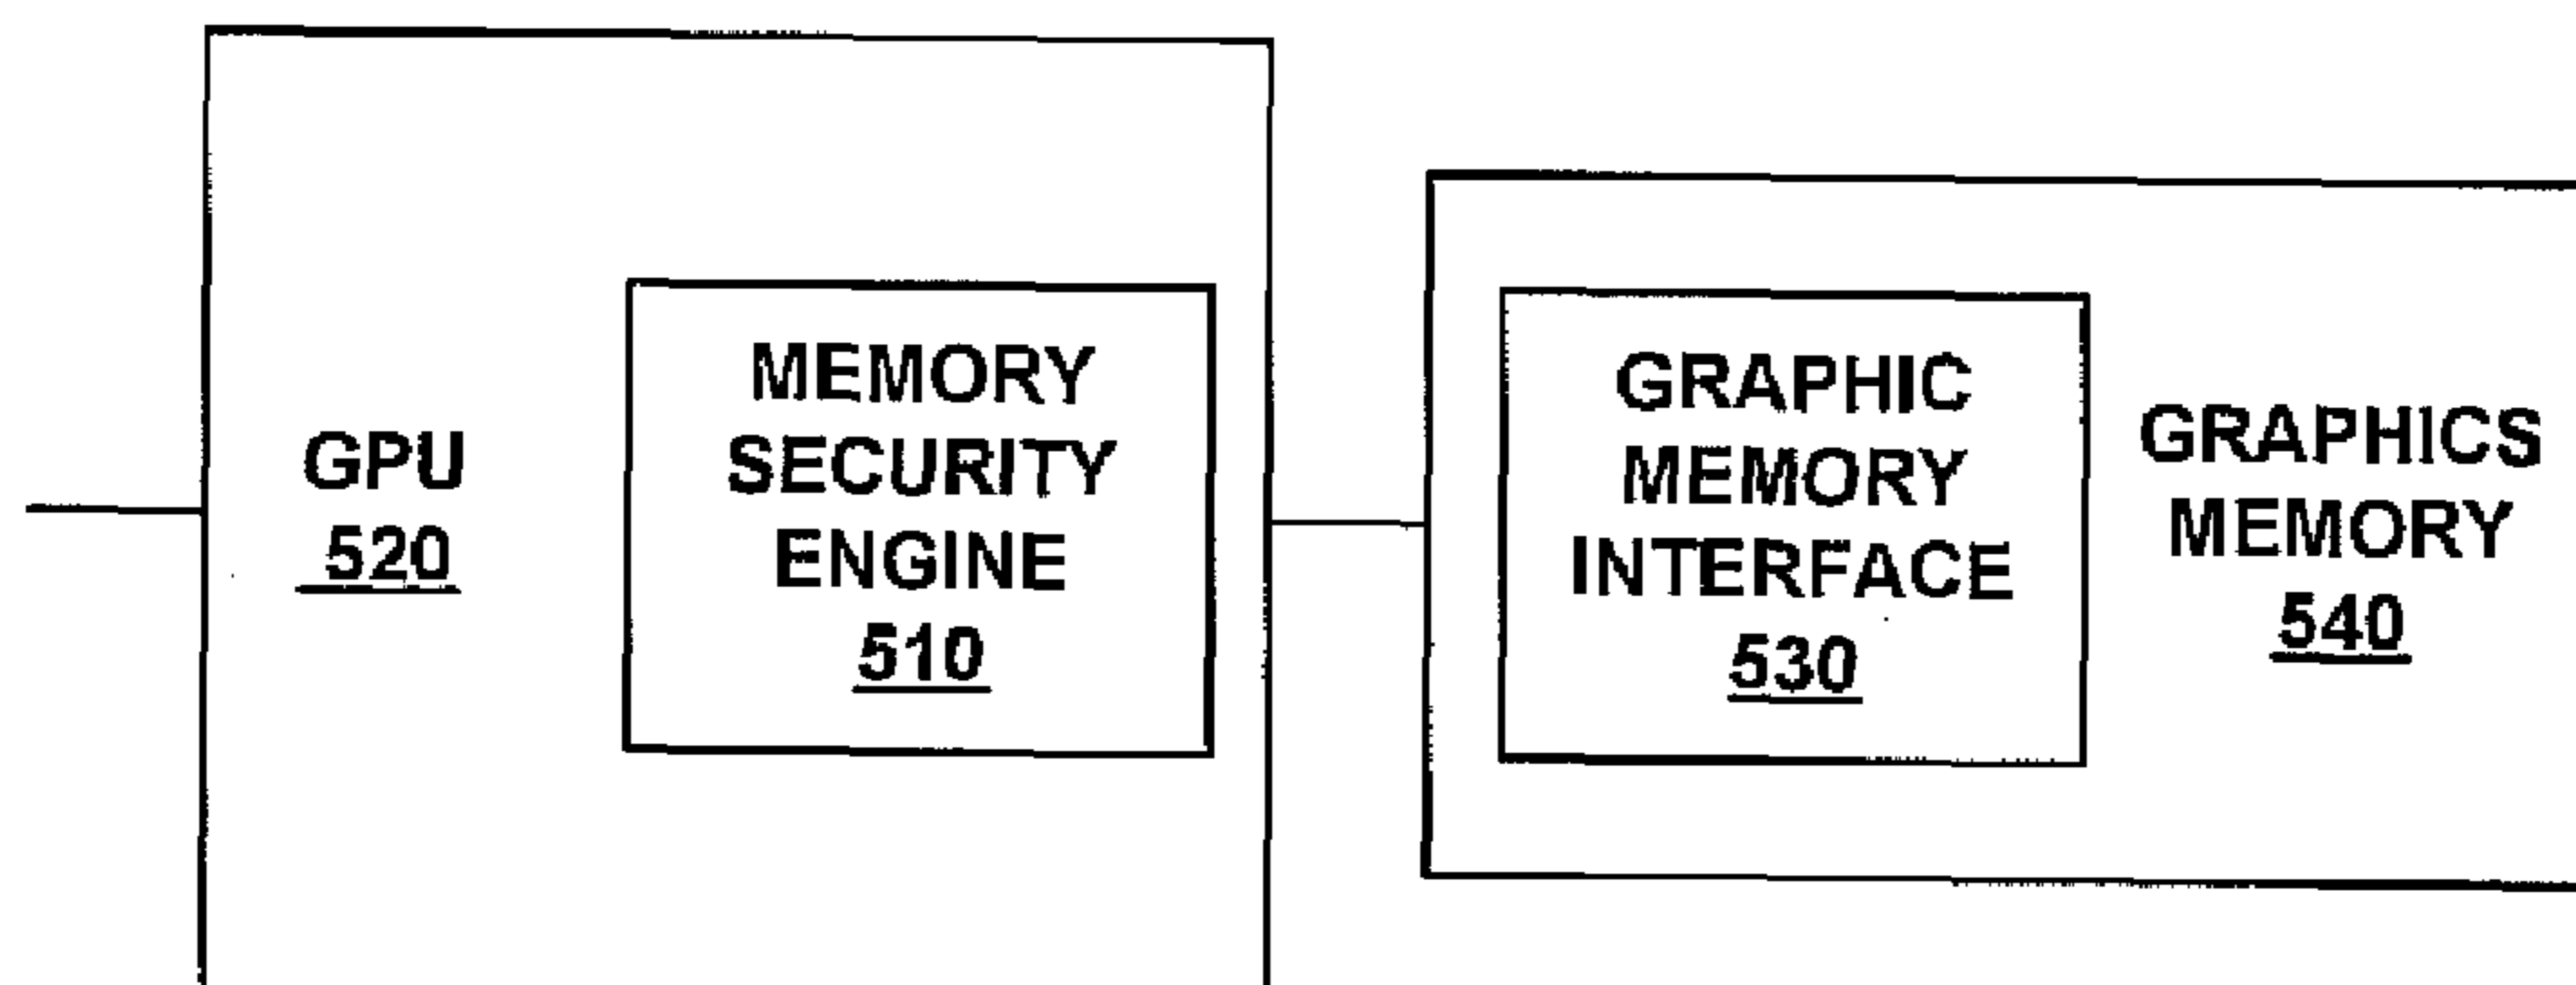 GPU
520
MEMORY
SECURITY
ENGINE
510
GRAPHIC
MEMORY
INTERFACE
530
GRAPHICS
MEMORY
540